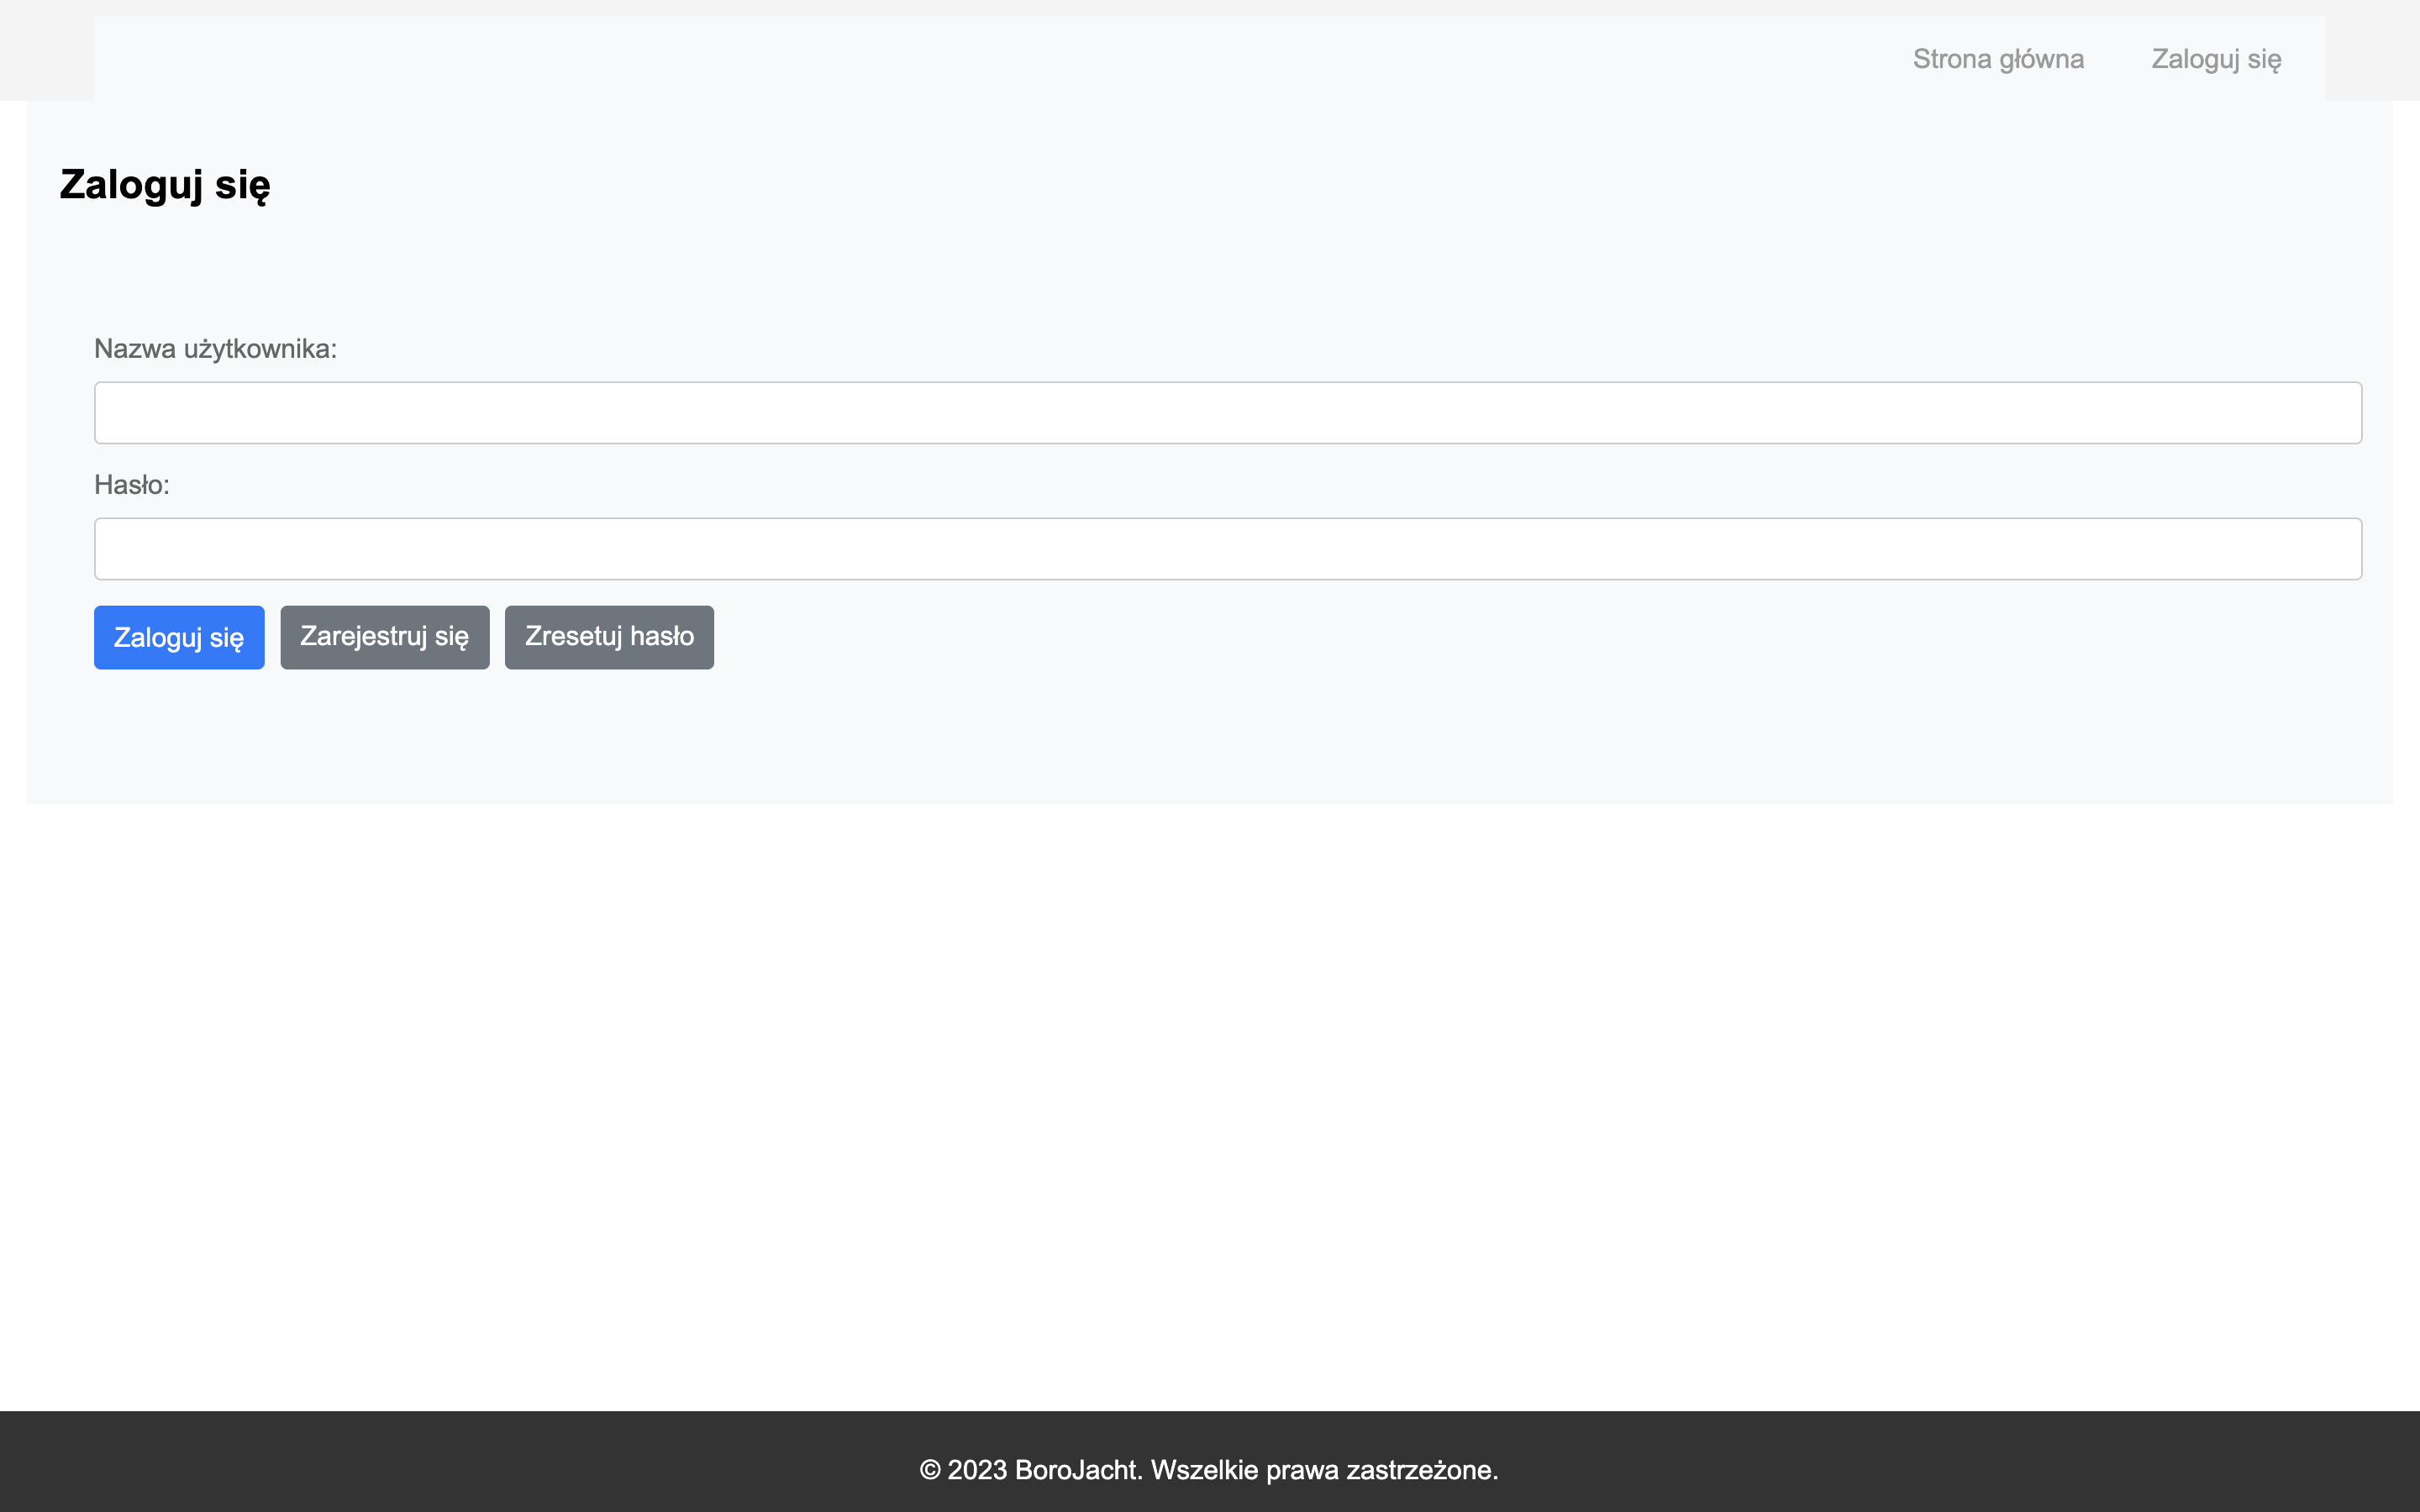 Strona główna Zaloguj się
Zaloguj się
Nazwa użytkownika:
Hasło:
Zaloguj się Zarejestruj się Zresetuj hasło
© 2023 BoroJacht. Wszelkie prawa zastrzeżone.